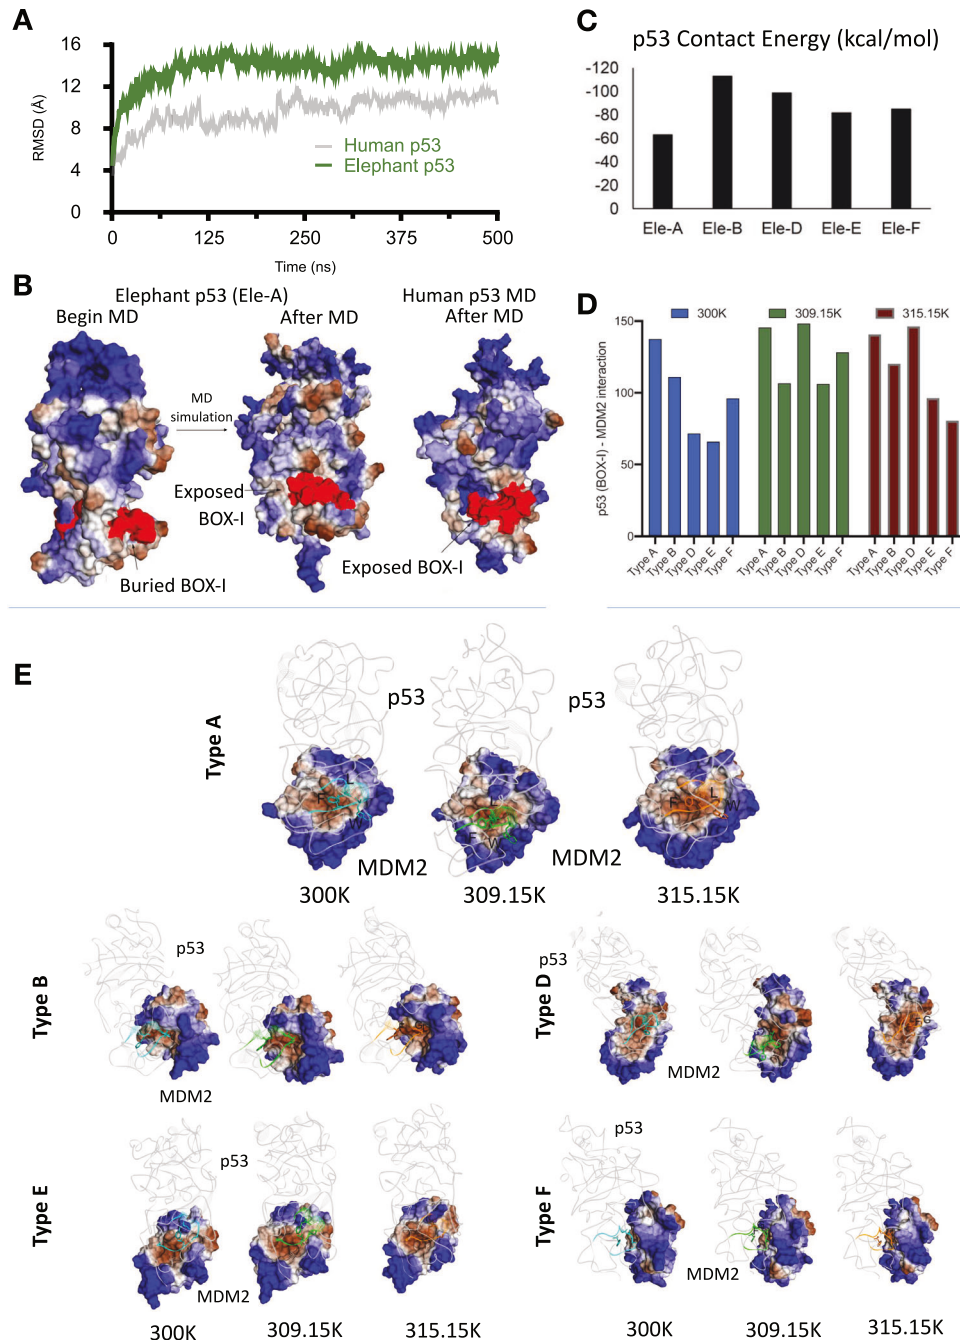 A
RMSD (Å)
16
12
8
4
0
Human p53
Elephant p53
0
125
250
375
500
Time (ns)
C
p53 Contact Energy (kcal/mol)
-120
-100
-80
-60
-40
-20
0
Ele-A
Ele-B
Ele-D
Ele-E
Ele-F
B
Elephant p53 (Ele-A)
Begin MD
After MD
Human p53 MD
After MD
MD
simulation
Exposed
BOX-I
Buried BOX-I
Exposed BOX-I
D
300K
309.15K
315.15K
p53 (BOX-I) - MDM2 interaction
150
100
50
0
Type A
Type B
Type D
Type E
Type F
Type A
Type B
Type D
Type E
Type F
Type A
Type B
Type D
Type E
Type F
E
Type A
p53
p53
F
L
W
L
F
W
F
L
W
MDM2
MDM2
300K
309.15K
315.15K
Type B
p53
MDM2
Type D
p53
G
MDM2
Type E
p53
MDM2
300K
309.15K
315.15K
Type F
p53
MDM2
300K
309.15K
315.15K